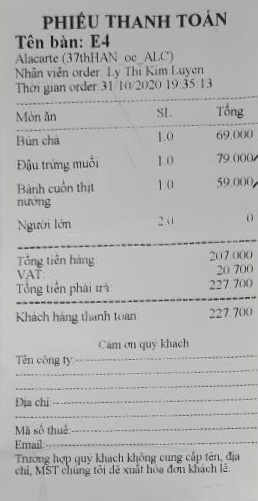 PHIẾU THANH TOÁN
Tên bàn: E4
Alacarte (37thHAN_oc_ALC)
Nhân viên order: Ly Thi Kim Luyen
Thời gian order:31/10/2020 19:35:13
Món ăn SL Tổng
Bún chả 1.0 69.000
Đậu trứng muối 1.0 79.000
Bánh cuốn thịt 1.0 59.000
nướng
Người lớn 2.0 0
Tổng tiền hàng: 207.000
VAT: 20.700
Tổng tiền phải trả: 227.700
Khách hàng thanh toán: 227.700
Cám ơn quý khách
Tên công ty:
Địa chỉ:
Mã số thuế:
Email:
Trường hợp quý khách không cung cấp tên, địa
chỉ, MST chúng tôi sẽ xuất hóa đơn khách lẻ.